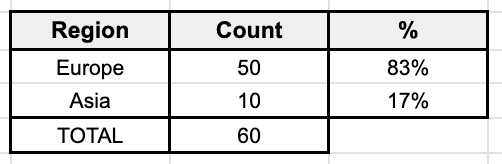 Region Count %
Europe 50 83%
Asia 10 17%
TOTAL 60